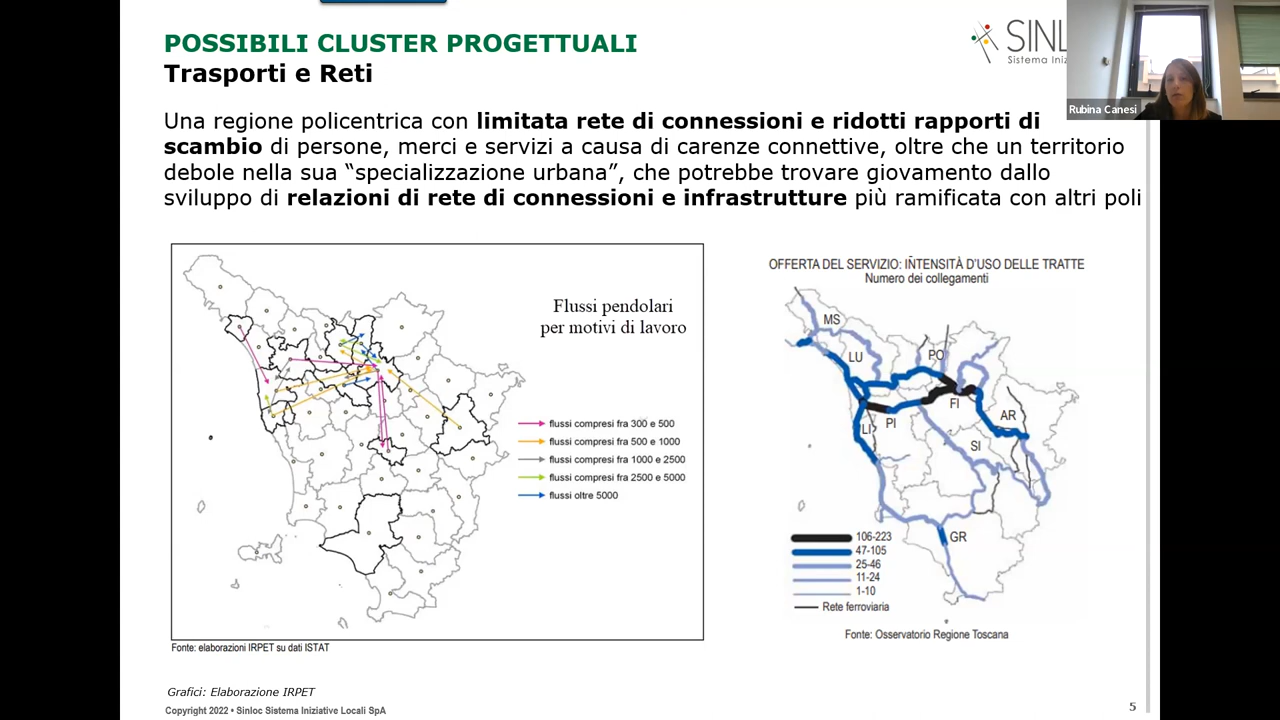 POSSIBILI CLUSTER PROGETTUALI
Trasporti e Reti
SINL
Sistema Iniz
Rubina Canesi
Una regione policentrica con limitata rete di connessioni e ridotti rapporti di
scambio di persone, merci e servizi a causa di carenze connettive, oltre che un territorio
debole nella sua “specializzazione urbana”, che potrebbe trovare giovamento dallo
sviluppo di relazioni di rete di connessioni e infrastrutture più ramificata con altri poli
Flussi pendolari
per motivi di lavoro
flussi compresi fra 300 e 500
flussi compresi fra 500 e 1000
flussi compresi fra 1000 e 2500
flussi compresi fra 2500 e 5000
flussi oltre 5000
Fonte: elaborazioni IRPET su dati ISTAT
OFFERTA DEL SERVIZIO: INTENSITÀ D'USO DELLE TRATTE
Numero dei collegamenti
MS
LU
PO
FI
AR
PI
LI
SI
GR
106-223
47-105
25-46
11-24
1-10
Rete ferroviaria
Fonte: Osservatorio Regione Toscana
Grafici: Elaborazione IRPET
Copyright 2022 • Sinloc Sistema Iniziative Locali SpA
5